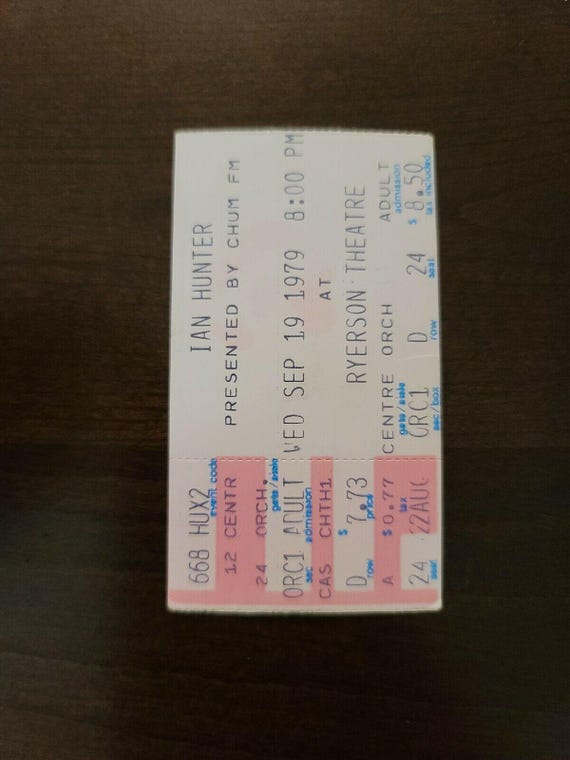 IAN HUNTER
PRESENTED BY CHUM FM
WED SEP 19 1979 8:00 PM
AT
RYERSON THEATRE
CENTRE ORCH ADULT
gate/aisle admission
ORC1 D 24 $ 8.50
sec/box row seat tax included
668 HUX2
event code
12 CENTR
24 ORCH.
gate/aisle
ORC1 ADULT
sec admission
CAS CHTH1
D $ 7.73
row price
A $0.77
tax
24 22AUG
seat